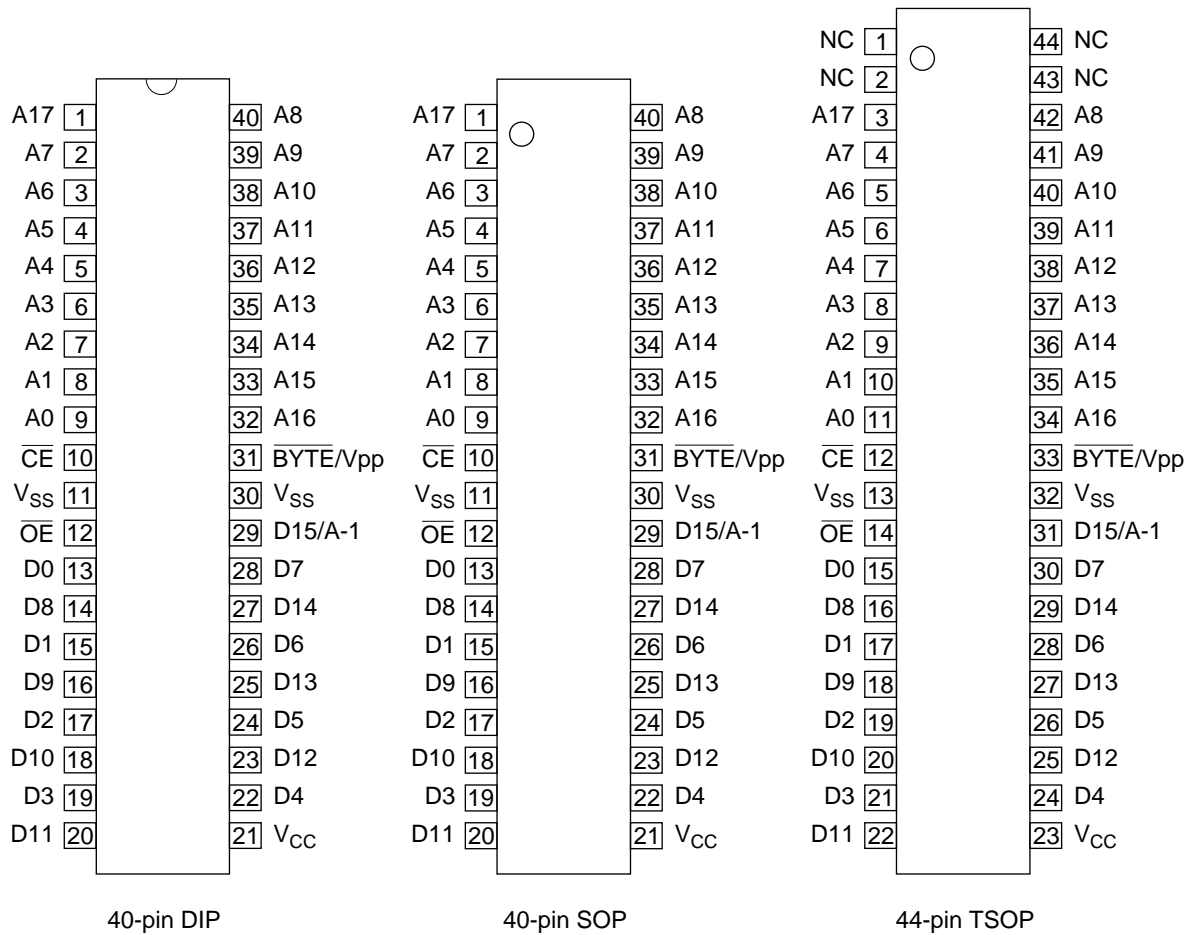 NC 1 44 NC
NC 2 43 NC
A17 1 40 A8 A17 1 40 A8 A17 3 42 A8
A7 2 39 A9 A7 2 39 A9 A7 4 41 A9
A6 3 38 A10 A6 3 38 A10 A6 5 40 A10
A5 4 37 A11 A5 4 37 A11 A5 6 39 A11
A4 5 36 A12 A4 5 36 A12 A4 7 38 A12
A3 6 35 A13 A3 6 35 A13 A3 8 37 A13
A2 7 34 A14 A2 7 34 A14 A2 9 36 A14
A1 8 33 A15 A1 8 33 A15 A1 10 35 A15
A0 9 32 A16 A0 9 32 A16 A0 11 34 A16
C̅E̅ 10 31 B̅Y̅T̅E̅/Vpp C̅E̅ 10 31 B̅Y̅T̅E̅/Vpp C̅E̅ 12 33 B̅Y̅T̅E̅/Vpp
VSS 11 30 VSS VSS 11 30 VSS VSS 13 32 VSS
O̅E̅ 12 29 D15/A-1 O̅E̅ 12 29 D15/A-1 O̅E̅ 14 31 D15/A-1
D0 13 28 D7 D0 13 28 D7 D0 15 30 D7
D8 14 27 D14 D8 14 27 D14 D8 16 29 D14
D1 15 26 D6 D1 15 26 D6 D1 17 28 D6
D9 16 25 D13 D9 16 25 D13 D9 18 27 D13
D2 17 24 D5 D2 17 24 D5 D2 19 26 D5
D10 18 23 D12 D10 18 23 D12 D10 20 25 D12
D3 19 22 D4 D3 19 22 D4 D3 21 24 D4
D11 20 21 VCC D11 20 21 VCC D11 22 23 VCC
40-pin DIP 40-pin SOP 44-pin TSOP